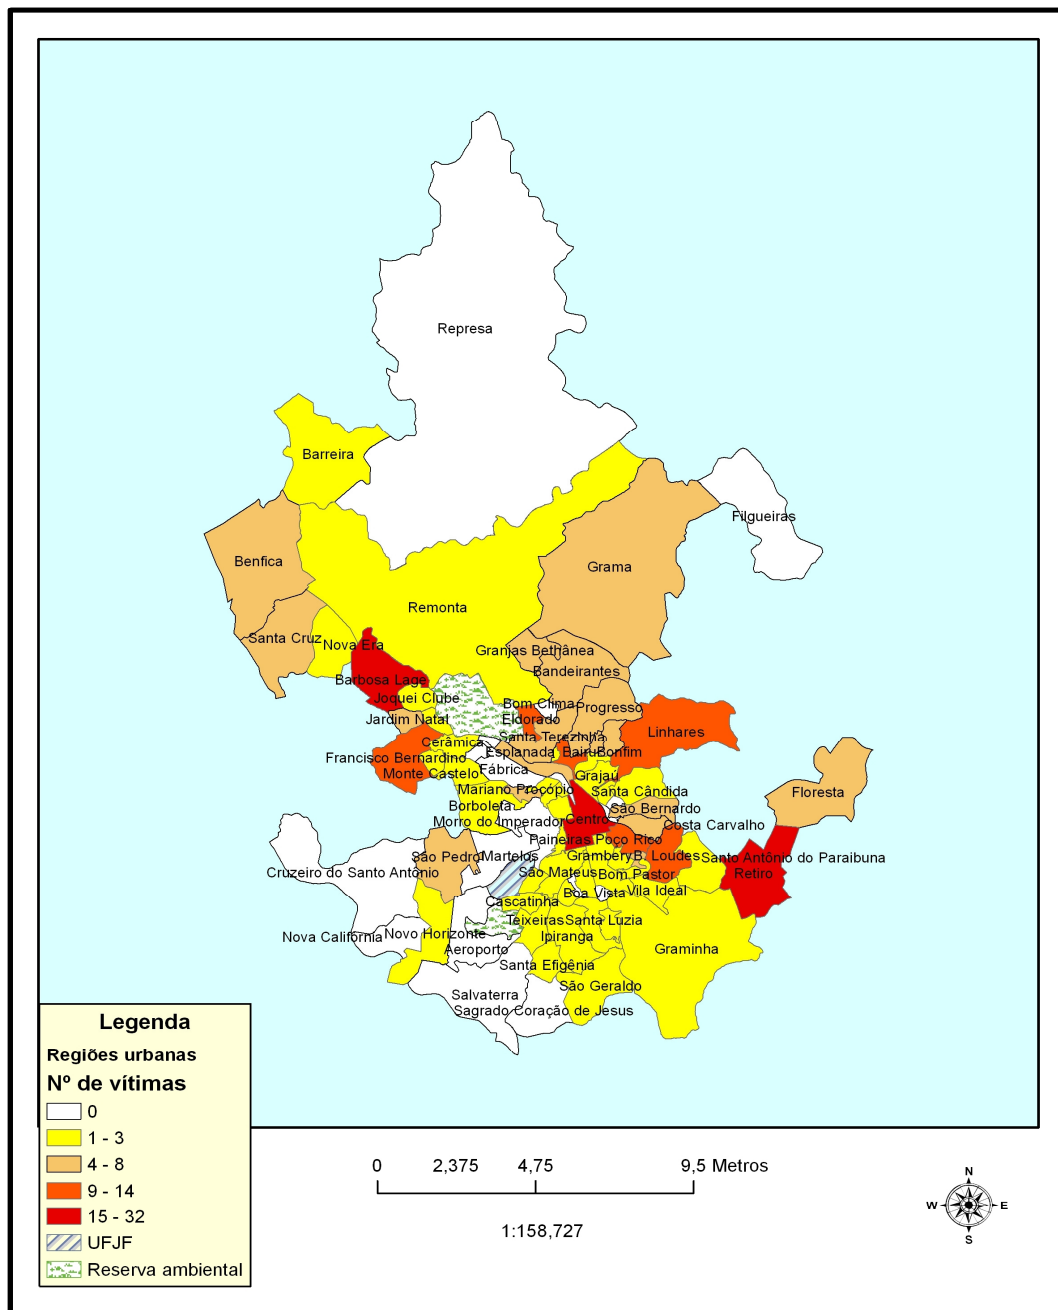 Represa
Barreira
Filgueiras
Benfica
Grama
Remonta
Santa Cruz
Nova Era
Granjas Bethânea
Bandeirantes
Barbosa Lage
Joquei Clube
Bom Clima
Progresso
Jardim Natal
Eldorado
Linhares
Santa Terezinha
Cerâmica
Esplanada
Bairu
Bonfim
Francisco Bernardino
Fábrica
Monte Castelo
Grajaú
Mariano Procópio
Santa Cândida
Floresta
Borboleta
São Bernardo
Morro do Imperador
Centro
Costa Carvalho
Paineiras
Poço Rico
São Pedro
Martelos
Grambery
B. Loudes
Santo Antônio do Paraibuna
Cruzeiro do Santo Antônio
São Mateus
Bom Pastor
Retiro
Boa Vista
Vila Ideal
Cascatinha
Teixeiras
Santa Luzia
Nova Califórnia
Novo Horizonte
Ipiranga
Aeroporto
Graminha
Santa Efigênia
São Geraldo
Salvaterra
Sagrado Coração de Jesus
Legenda
Regiões urbanas
Nº de vítimas
0
1 - 3
4 - 8
9 - 14
15 - 32
UFJF
Reserva ambiental
0 2,375 4,75 9,5 Metros
1:158,727
N
W E
S